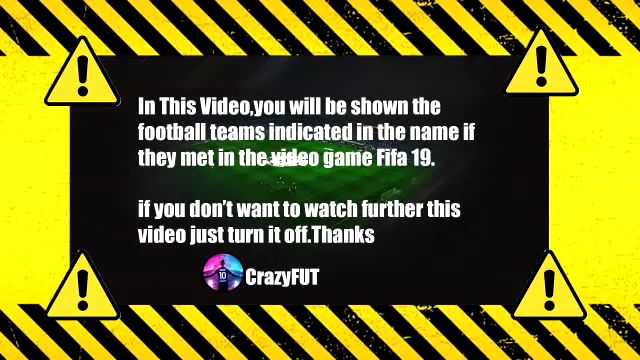 In This Video,you will be shown the
football teams indicated in the name if
they met in the video game Fifa 19.
if you don't want to watch further this
video just turn it off.Thanks
10
CrazyFUT